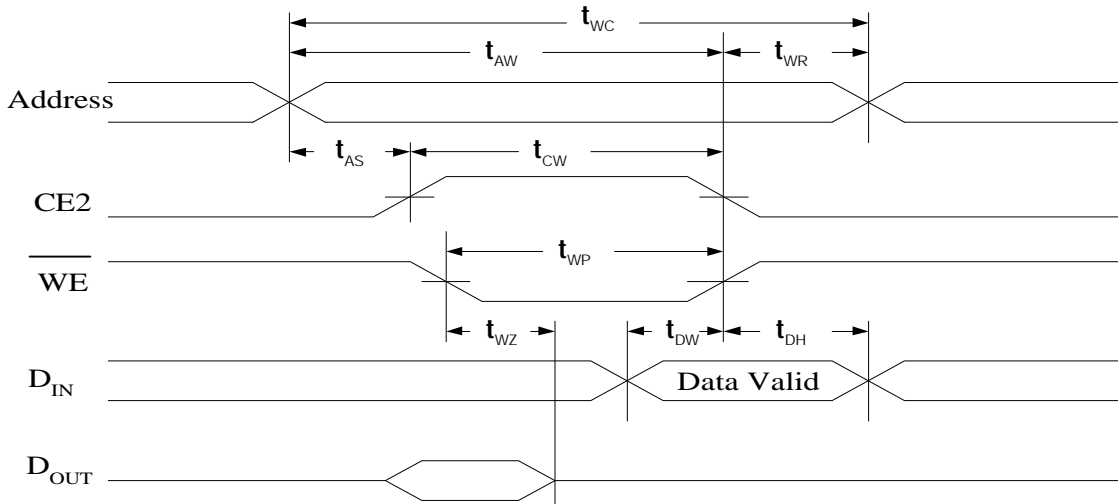 tWC
tAW tWR
Address
tAS tCW
CE2
tWP
WE
tWZ tDW tDH
DIN Data Valid
DOUT